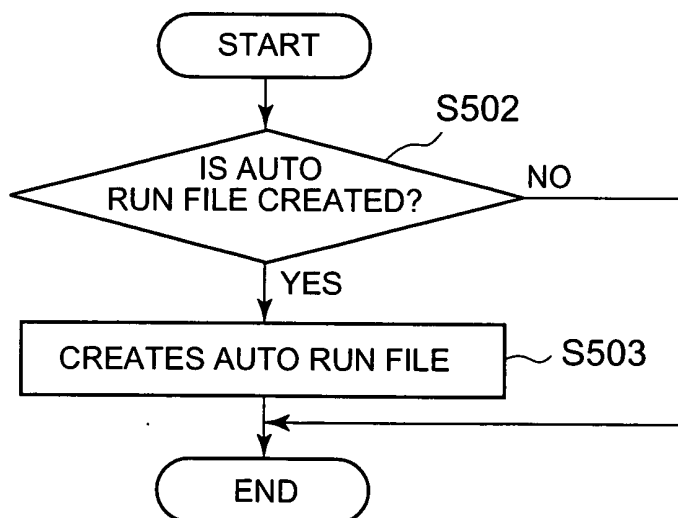 START
S502
IS AUTO
RUN FILE CREATED?
NO
YES
CREATES AUTO RUN FILE
S503
END